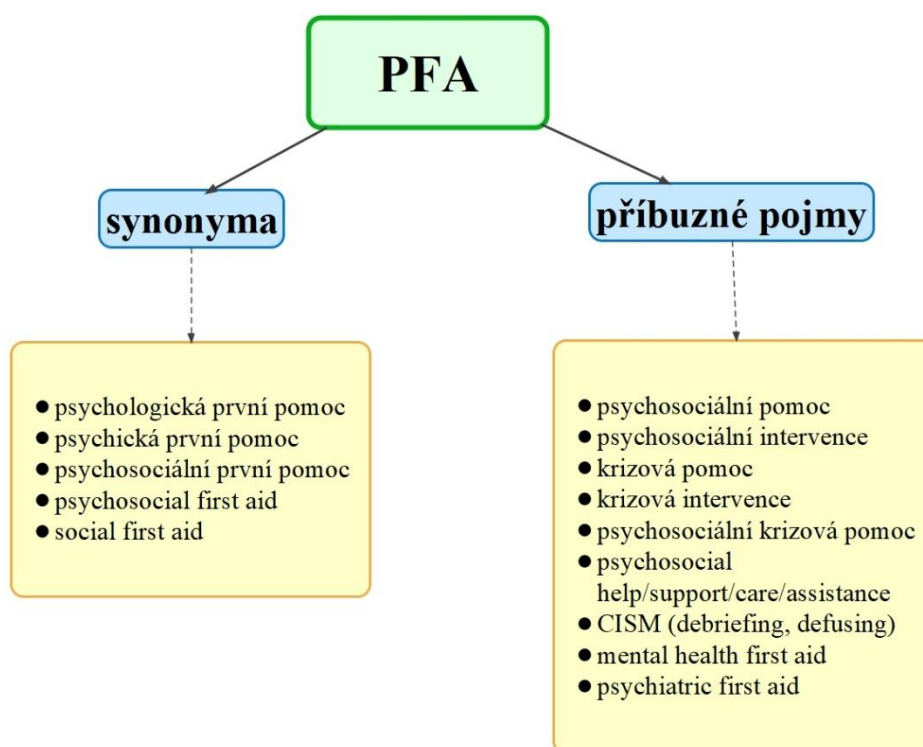 PFA
synonyma
příbuzné pojmy
● psychologická první pomoc
● psychická první pomoc
● psychosociální první pomoc
● psychosocial first aid
● social first aid
● psychosociální pomoc
● psychosociální intervence
● krizová pomoc
● krizová intervence
● psychosociální krizová pomoc
● psychosocial
help/support/care/assistance
● CISM (debriefing, defusing)
● mental health first aid
● psychiatric first aid